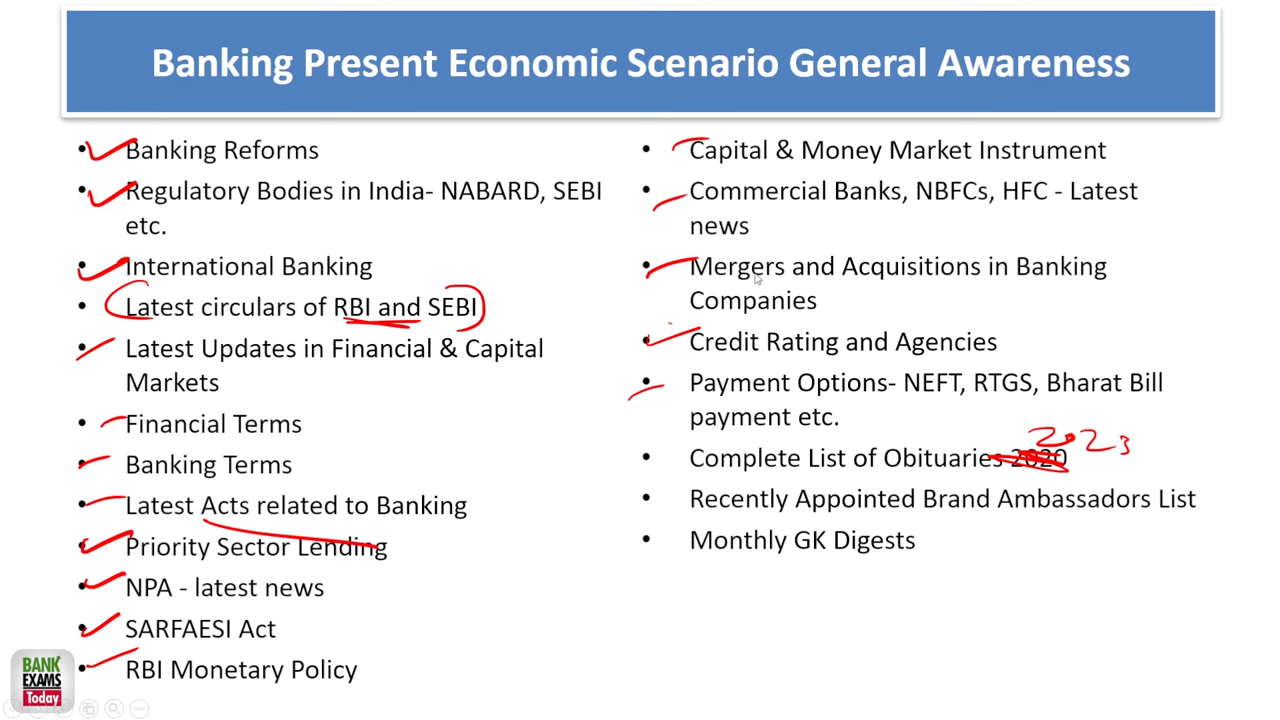 Banking Present Economic Scenario General Awareness
• Banking Reforms
• Regulatory Bodies in India- NABARD, SEBI
etc.
• International Banking
• Latest circulars of RBI and SEBI
• Latest Updates in Financial & Capital
Markets
• Financial Terms
• Banking Terms
• Latest Acts related to Banking
• Priority Sector Lending
• NPA - latest news
• SARFAESI Act
• RBI Monetary Policy
• Capital & Money Market Instrument
• Commercial Banks, NBFCs, HFC - Latest
news
• Mergers and Acquisitions in Banking
Companies
• Credit Rating and Agencies
• Payment Options- NEFT, RTGS, Bharat Bill
payment etc.
2023
• Complete List of Obituaries 2020
• Recently Appointed Brand Ambassadors List
• Monthly GK Digests
BANK
EXAMS
Today